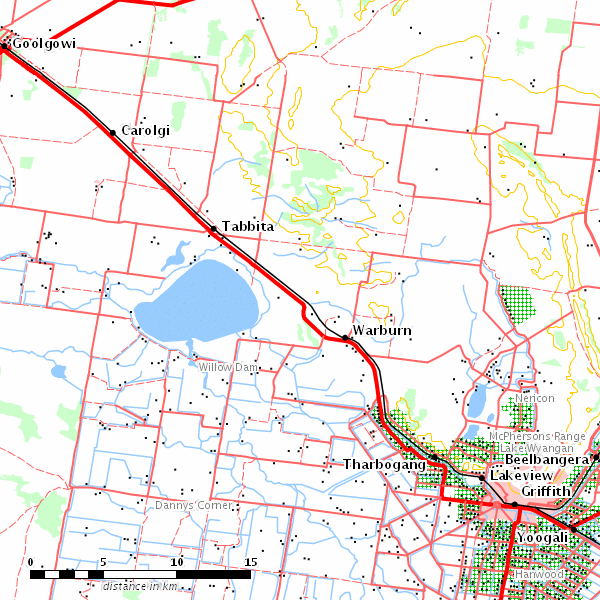 Goolgowi
Carolgi
Tabbita
Warburn
Willow Dam
Nericon
McPhersons Range
Lake Wyangan
Beelbangera
Tharbogang
Lakeview
Griffith
Dannys Corner
Yoogali
Hanwood
0 5 10 15
distance in km